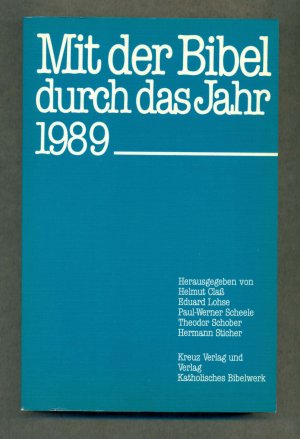 Mit der Bibel
durch das Jahr
1989
Herausgegeben von
Helmut Claß
Eduard Lohse
Paul-Werner Scheele
Theodor Schober
Hermann Sticher
Kreuz Verlag und
Verlag
Katholisches Bibelwerk